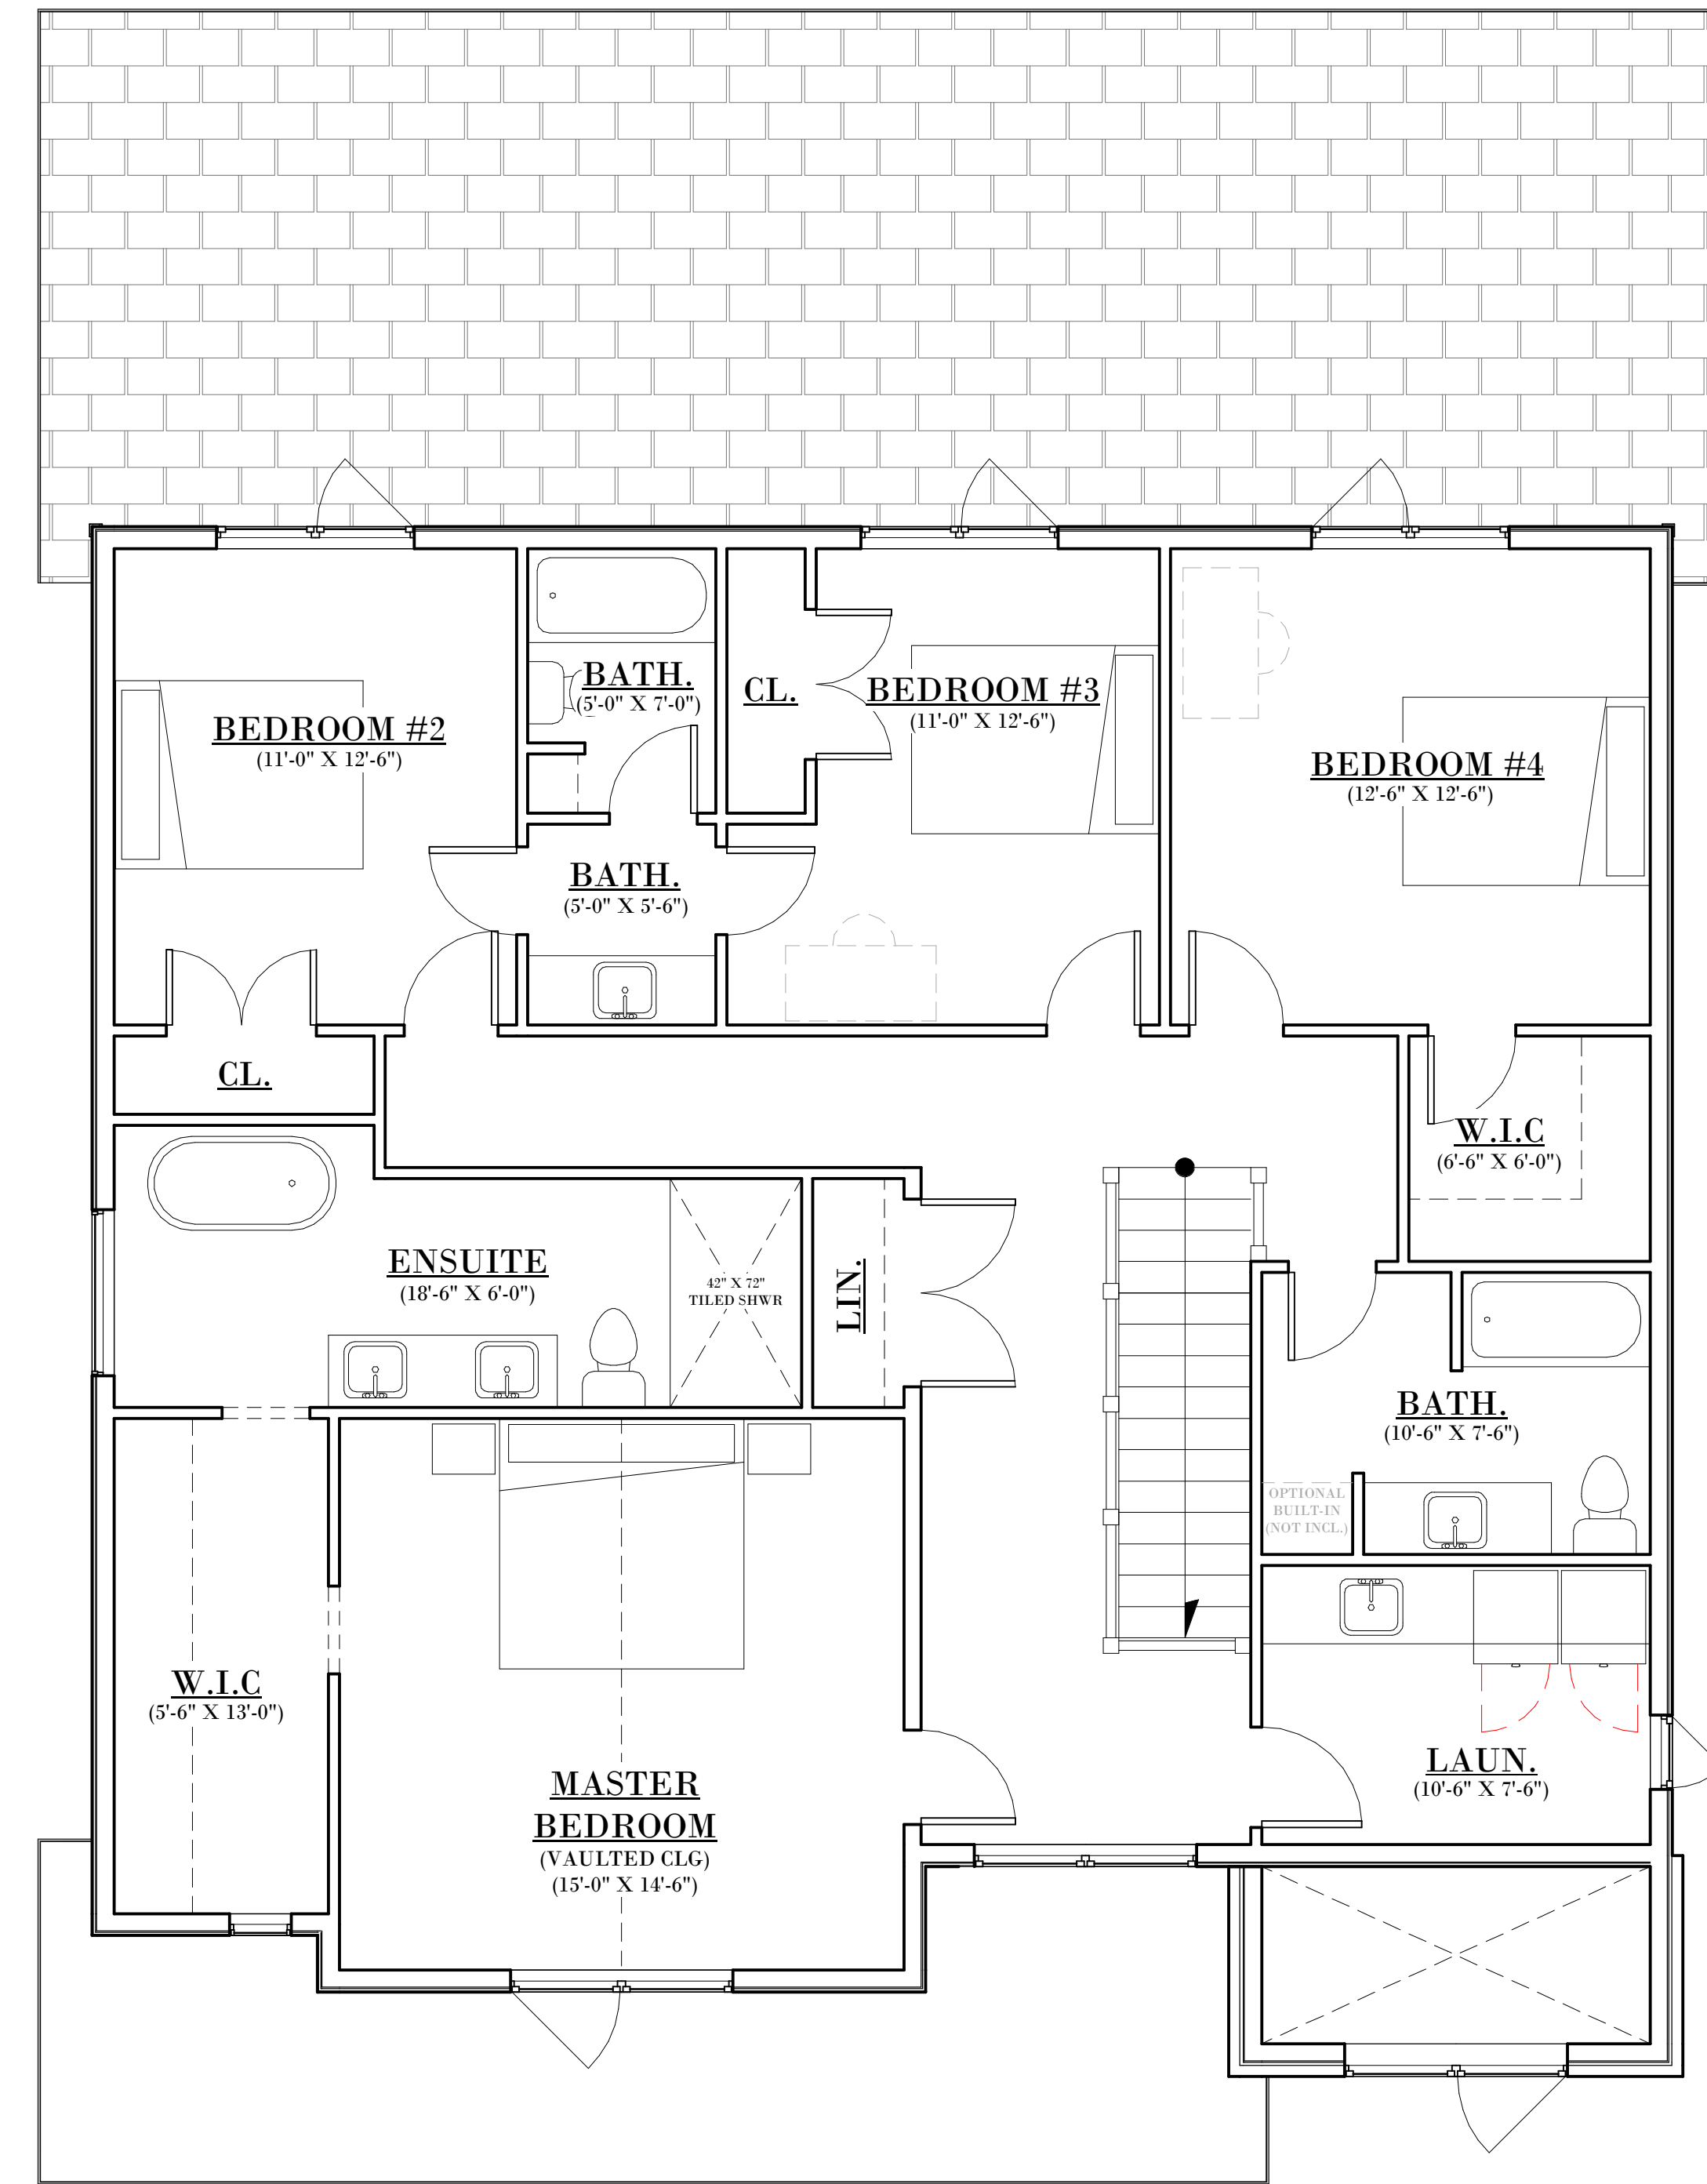 BATH.
(5'-0" X 7'-0")
CL.
BEDROOM #3
(11'-0" X 12'-6")
BEDROOM #2
(11'-0" X 12'-6")
BEDROOM #4
(12'-6" X 12'-6")
BATH.
(5'-0" X 5'-6")
CL.
W.I.C
(6'-6" X 6'-0")
ENSUITE
(18'-6" X 6'-0")
42" X 72"
TILED SHWR
LIN.
BATH.
(10'-6" X 7'-6")
OPTIONAL
BUILT-IN
(NOT INCL.)
W.I.C
(5'-6" X 13'-0")
LAUN.
(10'-6" X 7'-6")
MASTER
BEDROOM
(VAULTED CLG)
(15'-0" X 14'-6")